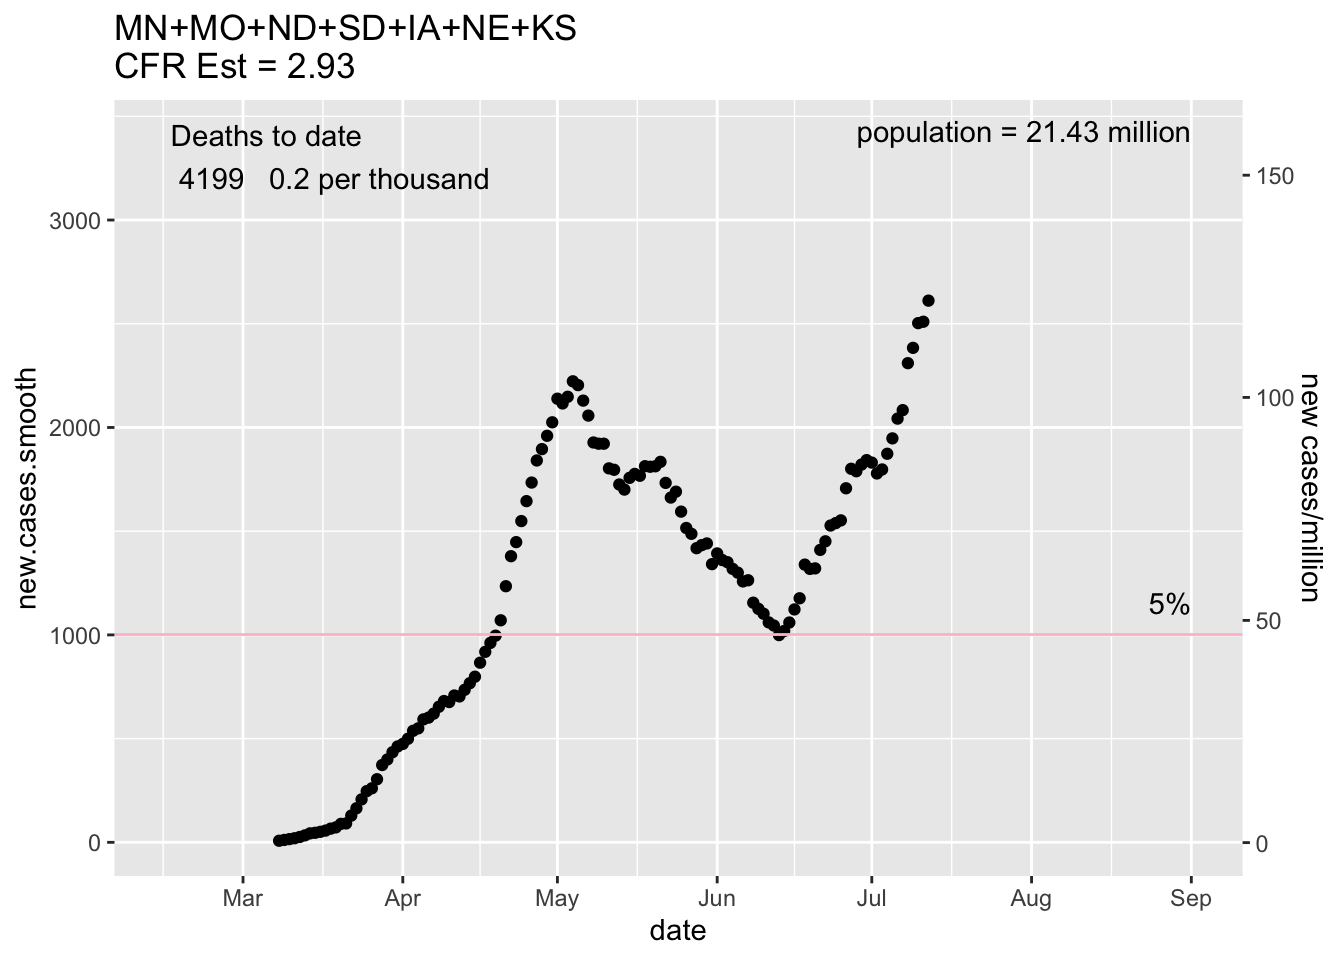 MN+MO+ND+SD+IA+NE+KS
CFR Est = 2.93
Deaths to date
4199 0.2 per thousand
population = 21.43 million
new.cases.smooth
3000
2000
1000
0
150
100
50
0
new cases/million
5%
Mar Apr May Jun Jul Aug Sep
date